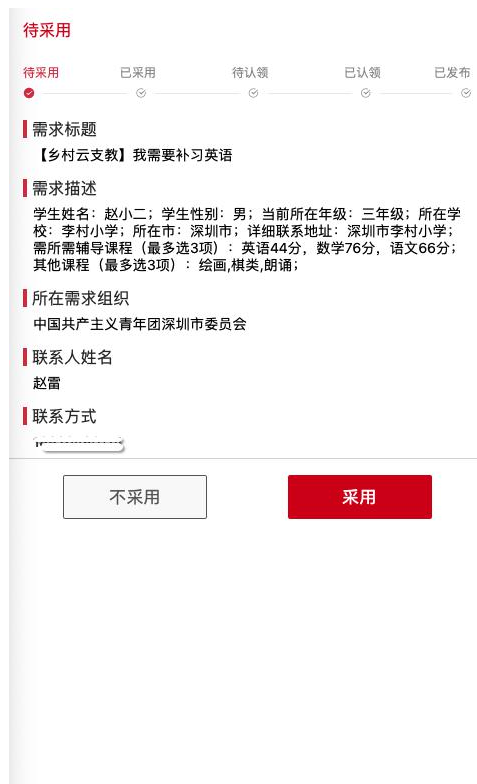 待采用
待采用 已采用 待认领 已认领 已发布
需求标题
【乡村云支教】我需要补习英语
需求描述
学生姓名：赵小二；学生性别：男；当前所在年级：三年级；所在学
校：李村小学；所在市：深圳市；详细联系地址：深圳市李村小学；
需所需辅导课程（最多选3项）：英语44分，数学76分，语文66分；
其他课程（最多选3项）：绘画,棋类,朗诵；
所在需求组织
中国共产主义青年团深圳市委员会
联系人姓名
赵雷
联系方式
不采用 采用